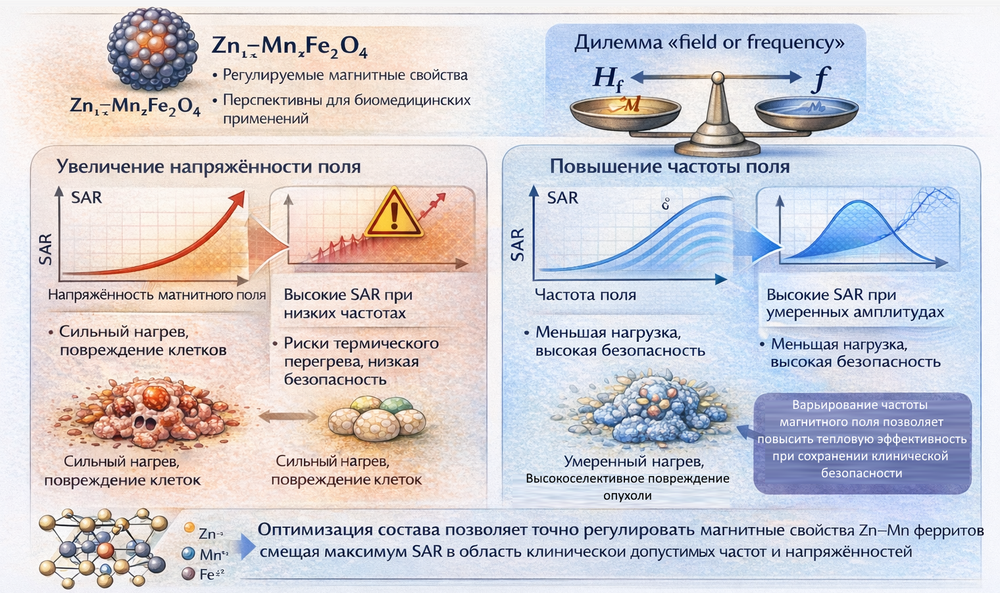 Zn₁₋ₓ–MnₓFe₂O₄
• Регулируемые магнитные свойства
• Перспективны для биомедицинских
применений
Zn₁₋ₓ–MnzFe₂O₄
Дилемма «field or frequency»
Hf
f
M
Увеличение напряжённости поля
SAR
SAR
Напряжённость магнитного поля
Высокие SAR при
низких частотах
• Сильный нагрев,
повреждение клетков
• Риски термического
перегрева, низкая
безопасность
Сильный нагрев,
повреждение клеток
Сильный нагрев,
повреждение клеток
Повышение частоты поля
SAR
SAR
Частота поля
Высокие SAR при
умеренных амплитудах
• Меньшая нагрузка,
высокая безопасность
• Меньщая нагрузка,
высокая безопасность
Умеренный нагрев,
Высокоселективное повреждение
опухоли
Варьирование частоты
магнитного поля позволяет
повысить тепловую эффективность
при сохранении клинической
безопасности
Zn
Mn
Fe
Оптимизация состава позволяет точно регулировать магнитные свойства Zn–Mn ферритов
смещая максимум SAR в область клиническои допустимых частот и напряжённостей